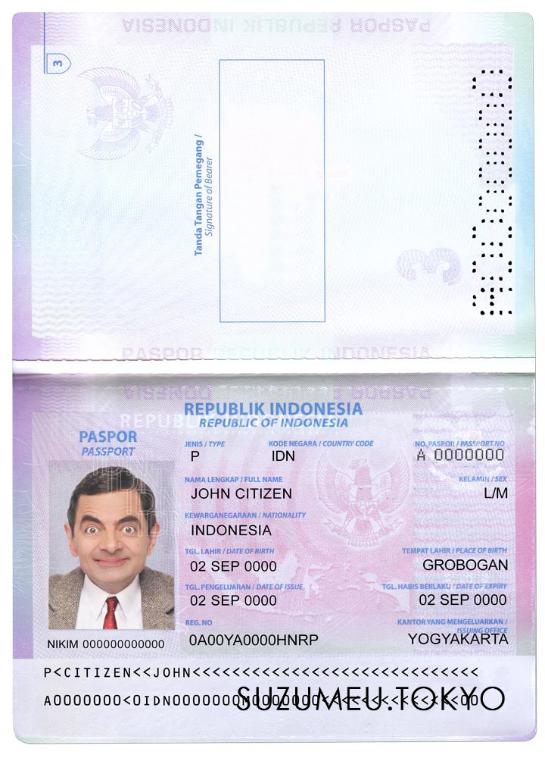 PASPOR REPUBLIK INDONESIA
3
Tanda Tangan Pemegang /
Signature of Bearer
3
PASPOR REPUBLIK INDONESIA
REPUBLIK INDONESIA
REPUBLIC OF INDONESIA
PASPOR
PASSPORT
JENIS / TYPE KODE NEGARA / COUNTRY CODE NO. PASPOR / PASSPORT NO
P IDN A 0000000
NAMA LENGKAP / FULL NAME KELAMIN / SEX
JOHN CITIZEN L/M
KEWARGANEGARAAN / NATIONALITY
INDONESIA
TGL. LAHIR / DATE OF BIRTH TEMPAT LAHIR / PLACE OF BIRTH
02 SEP 0000 GROBOGAN
TGL. PENGELUARAN / DATE OF ISSUE TGL. HABIS BERLAKU / DATE OF EXPIRY
02 SEP 0000 02 SEP 0000
REG. NO KANTOR YANG MENGELUARKAN /
ISSUING OFFICE
0A00YA0000HNRP YOGYAKARTA
NIKIM 000000000000
P<CITIZEN<<JOHN<<<<<<<<<<<<<<<<<<<<<<<<<<<<<
SUZUMEU.TOKYO